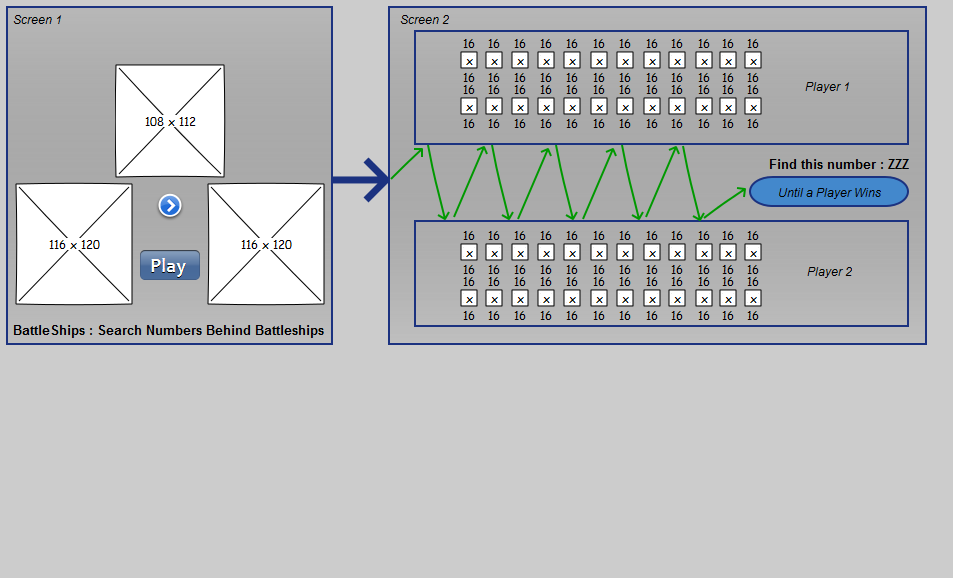 Screen 1
108 x 112
116 x 120
116 x 120
Play
BattleShips : Search Numbers Behind Battleships
Screen 2
16 16 16 16 16 16 16 16 16 16 16 16
x x x x x x x x x x x x
16 16 16 16 16 16 16 16 16 16 16 16
16 16 16 16 16 16 16 16 16 16 16 16
x x x x x x x x x x x x
16 16 16 16 16 16 16 16 16 16 16 16
Player 1
Find this number : ZZZ
Until a Player Wins
16 16 16 16 16 16 16 16 16 16 16 16
x x x x x x x x x x x x
16 16 16 16 16 16 16 16 16 16 16 16
16 16 16 16 16 16 16 16 16 16 16 16
x x x x x x x x x x x x
16 16 16 16 16 16 16 16 16 16 16 16
Player 2